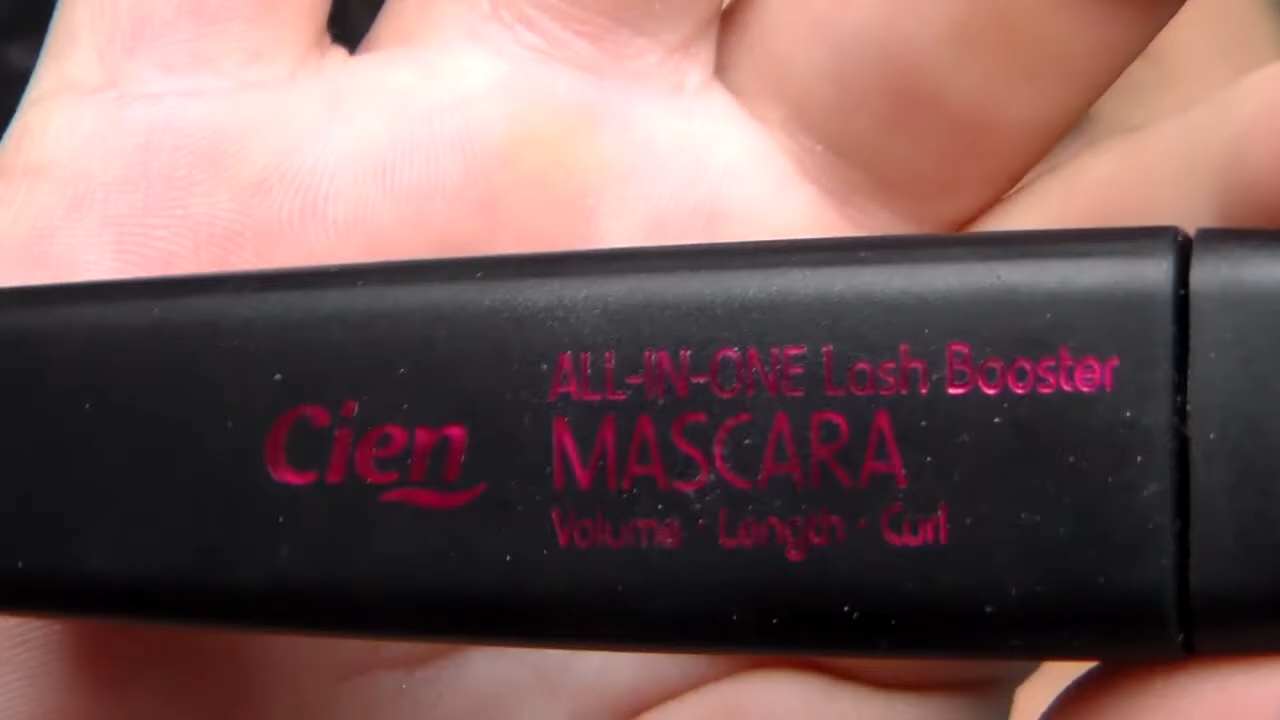 Cien
ALL-IN-ONE Lash Booster
MASCARA
Volume · Length · Curl